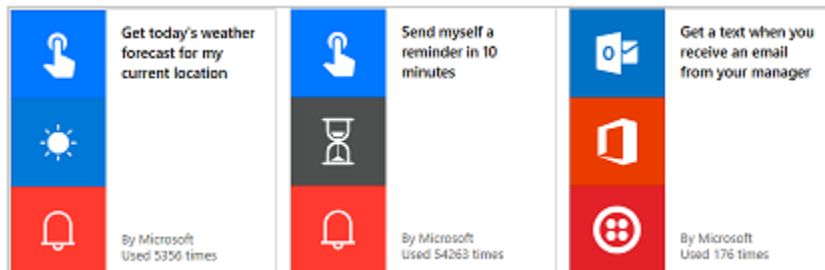 Get today's weather
forecast for my
current location
By Microsoft
Used 5356 times
Send myself a
reminder in 10
minutes
By Microsoft
Used 54263 times
Get a text when you
receive an email
from your manager
By Microsoft
Used 176 times